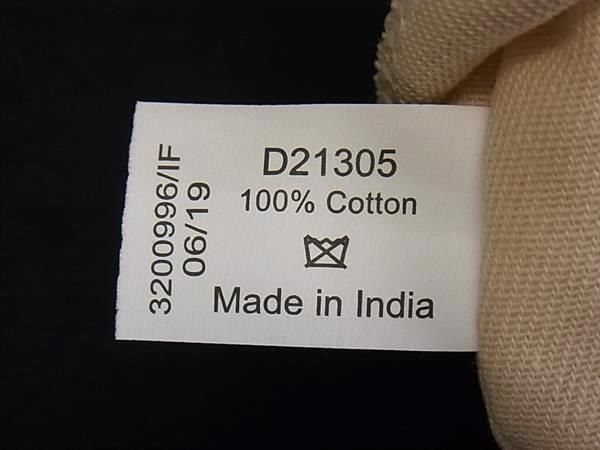 D21305
100% Cotton
Made in India
3200996/IF
06/19